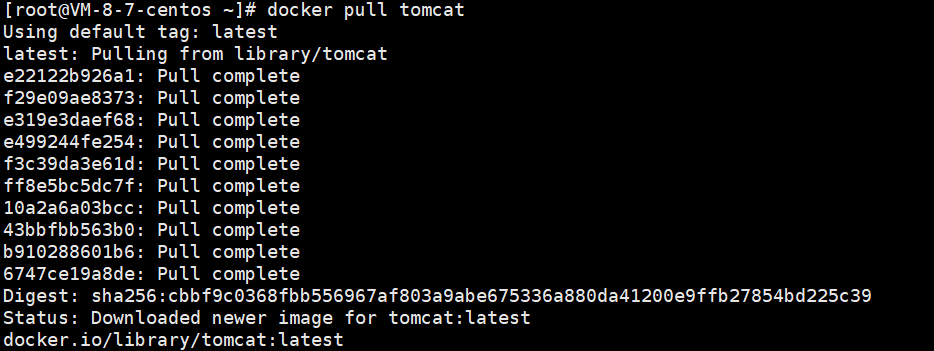 [root@VM-8-7-centos ~]# docker pull tomcat
Using default tag: latest
latest: Pulling from library/tomcat
e22122b926a1: Pull complete
f29e09ae8373: Pull complete
e319e3daef68: Pull complete
e499244fe254: Pull complete
f3c39da3e61d: Pull complete
ff8e5bc5dc7f: Pull complete
10a2a6a03bcc: Pull complete
43bbfbb563b0: Pull complete
b910288601b6: Pull complete
6747ce19a8de: Pull complete
Digest: sha256:cbbf9c0368fbb556967af803a9abe675336a880da41200e9ffb27854bd225c39
Status: Downloaded newer image for tomcat:latest
docker.io/library/tomcat:latest